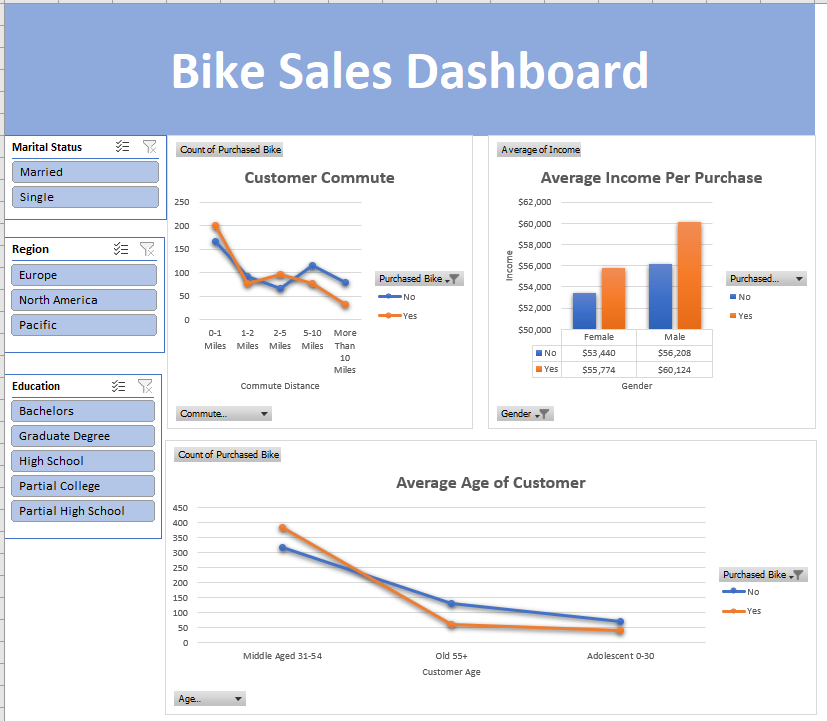 Bike Sales Dashboard
Marital Status
Married
Single
Region
Europe
North America
Pacific
Education
Bachelors
Graduate Degree
High School
Partial College
Partial High School
Count of Purchased Bike
Customer Commute
250
200
150
100
50
0
0-1 Miles
1-2 Miles
2-5 Miles
5-10 Miles
More Than 10 Miles
Commute Distance
Purchased Bike
No
Yes
Commute...
Average of Income
Average Income Per Purchase
$62,000
$60,000
$58,000
$56,000
$54,000
$52,000
$50,000
Income
Female Male
No $53,440 $56,208
Yes $55,774 $60,124
Gender
Purchased...
No
Yes
Gender
Count of Purchased Bike
Average Age of Customer
450
400
350
300
250
200
150
100
50
0
Middle Aged 31-54 Old 55+ Adolescent 0-30
Customer Age
Purchased Bike
No
Yes
Age...